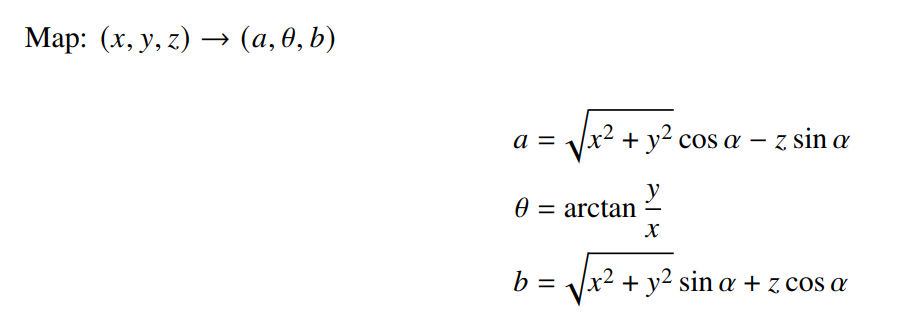 Map: (x, y, z) → (a, θ, b)
a = √(x² + y²) cos α − z sin α
θ = arctan y/x
b = √(x² + y²) sin α + z cos α